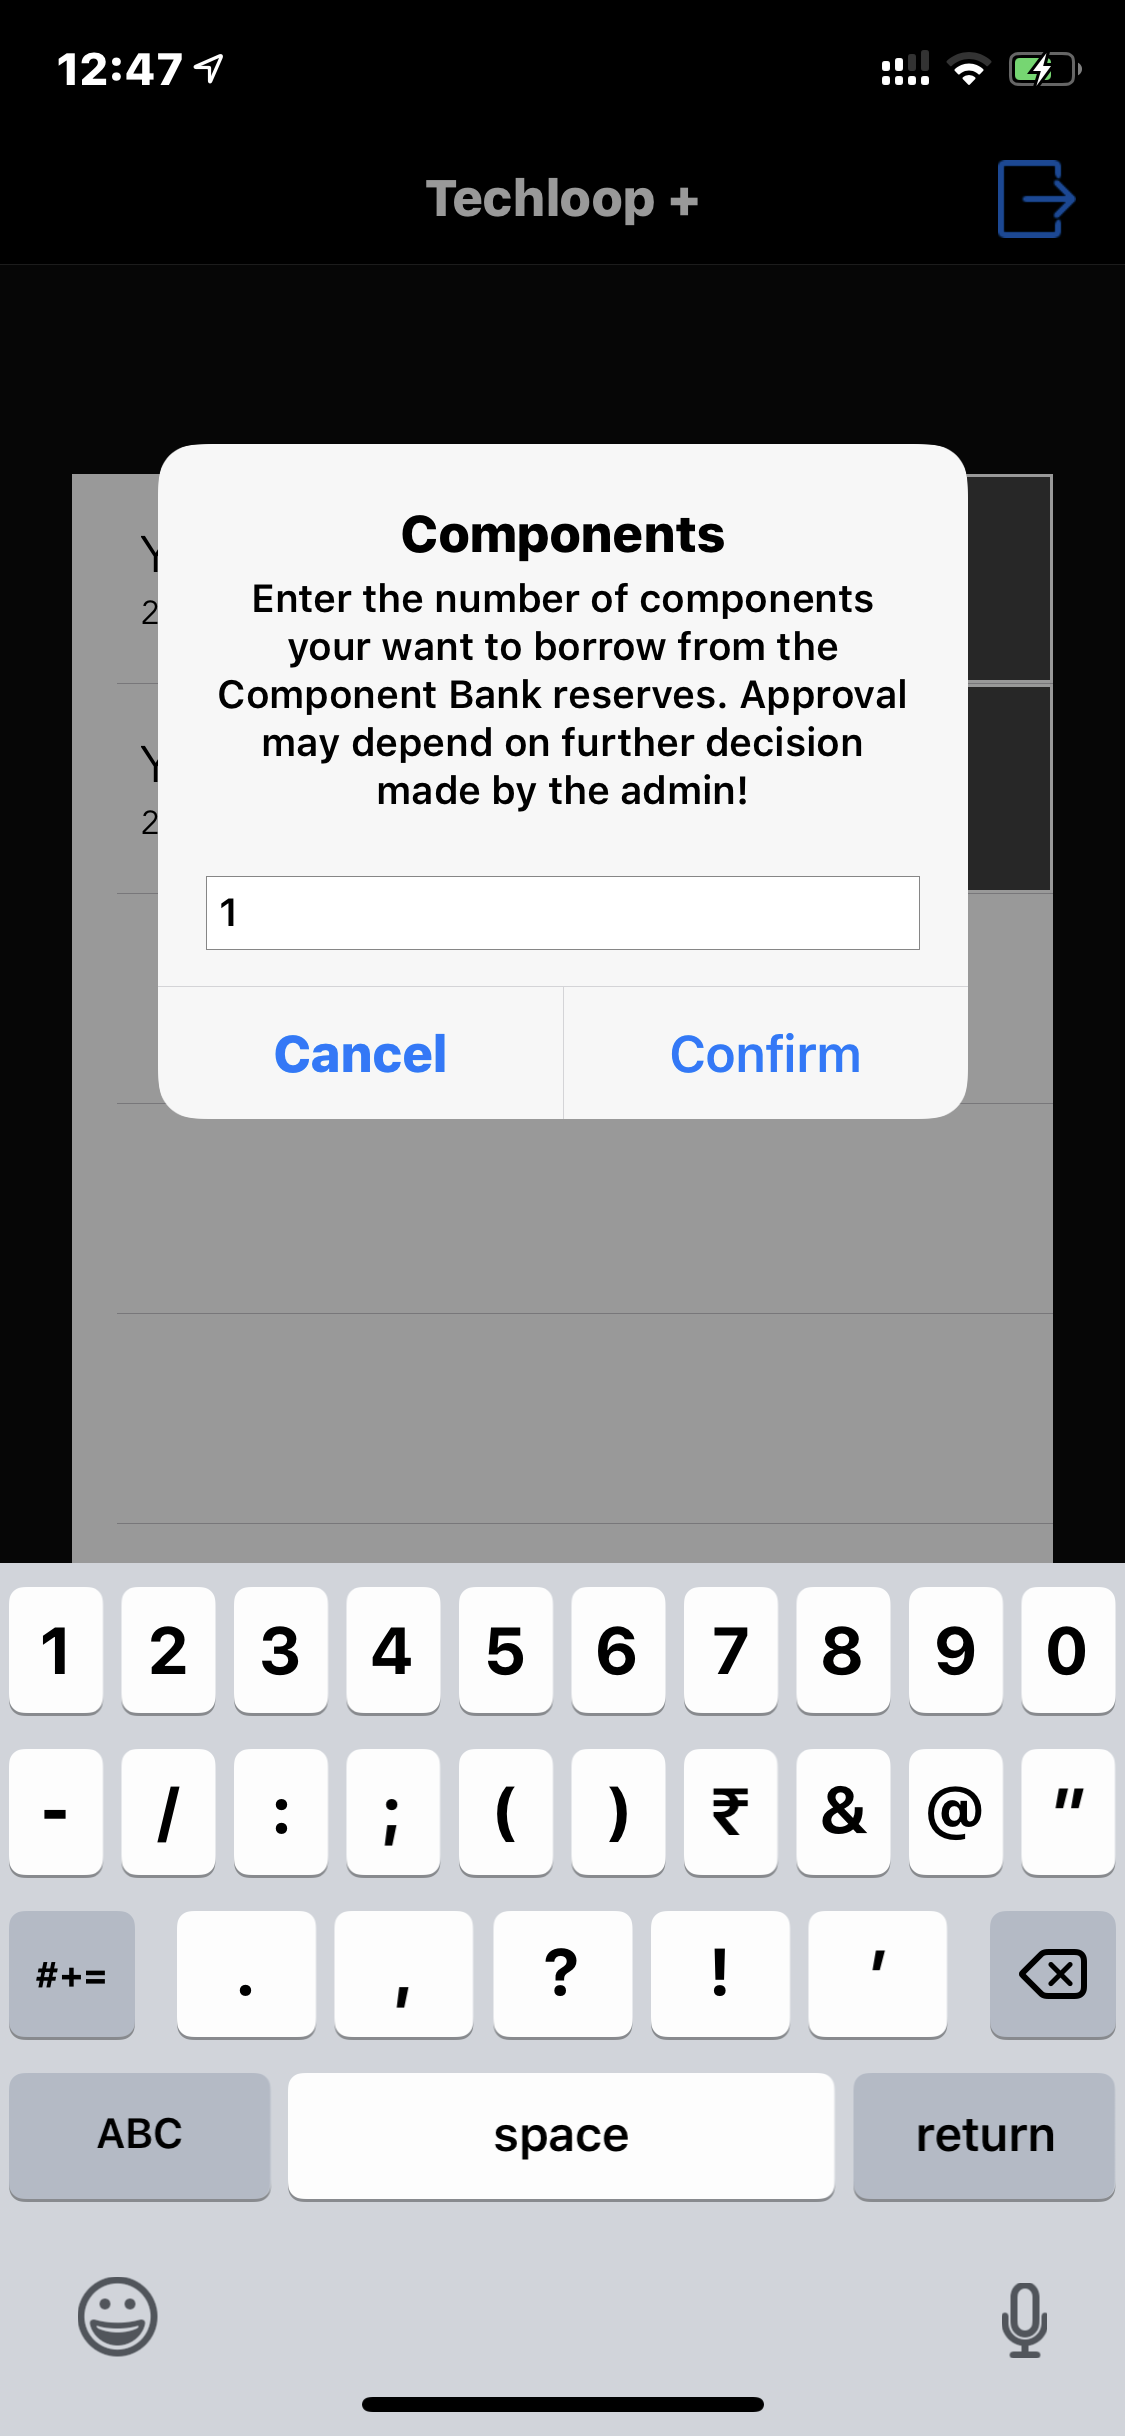 12:47
Techloop +
Components
Enter the number of components
your want to borrow from the
Component Bank reserves. Approval
may depend on further decision
made by the admin!
1
Cancel Confirm
1 2 3 4 5 6 7 8 9 0
- / : ; ( ) ₹ & @ "
#+= . , ? ! '
ABC space return